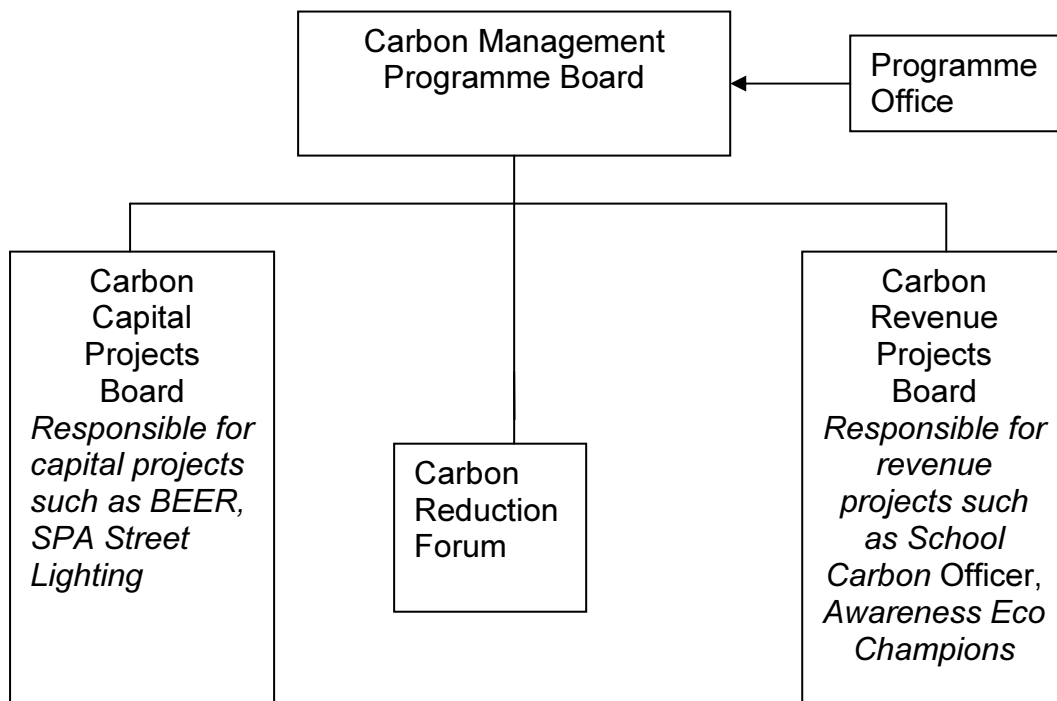 Carbon Management
Programme Board
Programme
Office
Carbon
Capital
Projects
Board
Responsible for
capital projects
such as BEER,
SPA Street
Lighting
Carbon
Reduction
Forum
Carbon
Revenue
Projects
Board
Responsible for
revenue
projects such
as School
Carbon Officer,
Awareness Eco
Champions